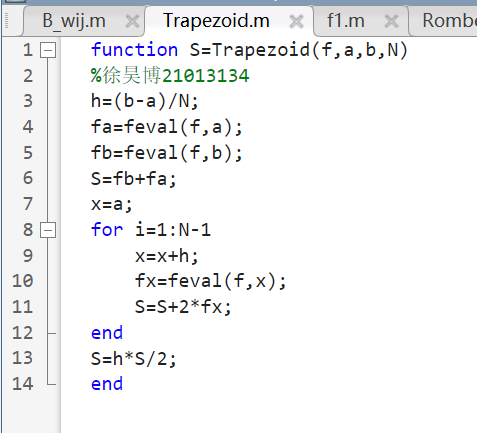 B_wij.m Trapezoid.m f1.m Rombe
1 function S=Trapezoid(f,a,b,N)
2 %徐昊博21013134
3 h=(b-a)/N;
4 fa=feval(f,a);
5 fb=feval(f,b);
6 S=fb+fa;
7 x=a;
8 for i=1:N-1
9 x=x+h;
10 fx=feval(f,x);
11 S=S+2*fx;
12 end
13 S=h*S/2;
14 end